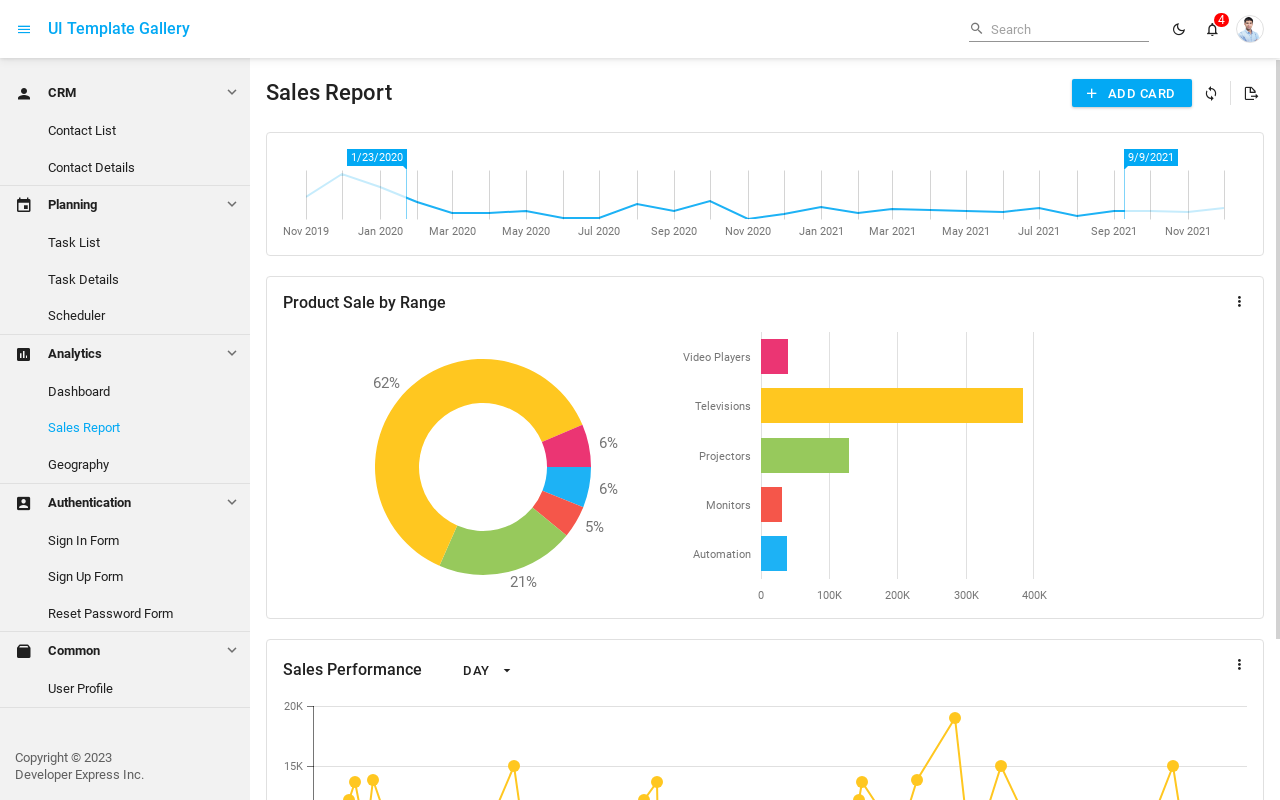 UI Template Gallery
Search
4
CRM
Contact List
Contact Details
Planning
Task List
Task Details
Scheduler
Analytics
Dashboard
Sales Report
Geography
Authentication
Sign In Form
Sign Up Form
Reset Password Form
Common
User Profile
Copyright © 2023
Developer Express Inc.
Sales Report
ADD CARD
1/23/2020
9/9/2021
Nov 2019 Jan 2020 Mar 2020 May 2020 Jul 2020 Sep 2020 Nov 2020 Jan 2021 Mar 2021 May 2021 Jul 2021 Sep 2021 Nov 2021
Product Sale by Range
62%
6%
6%
5%
21%
Video Players
Televisions
Projectors
Monitors
Automation
0 100K 200K 300K 400K
Sales Performance DAY
20K
15K